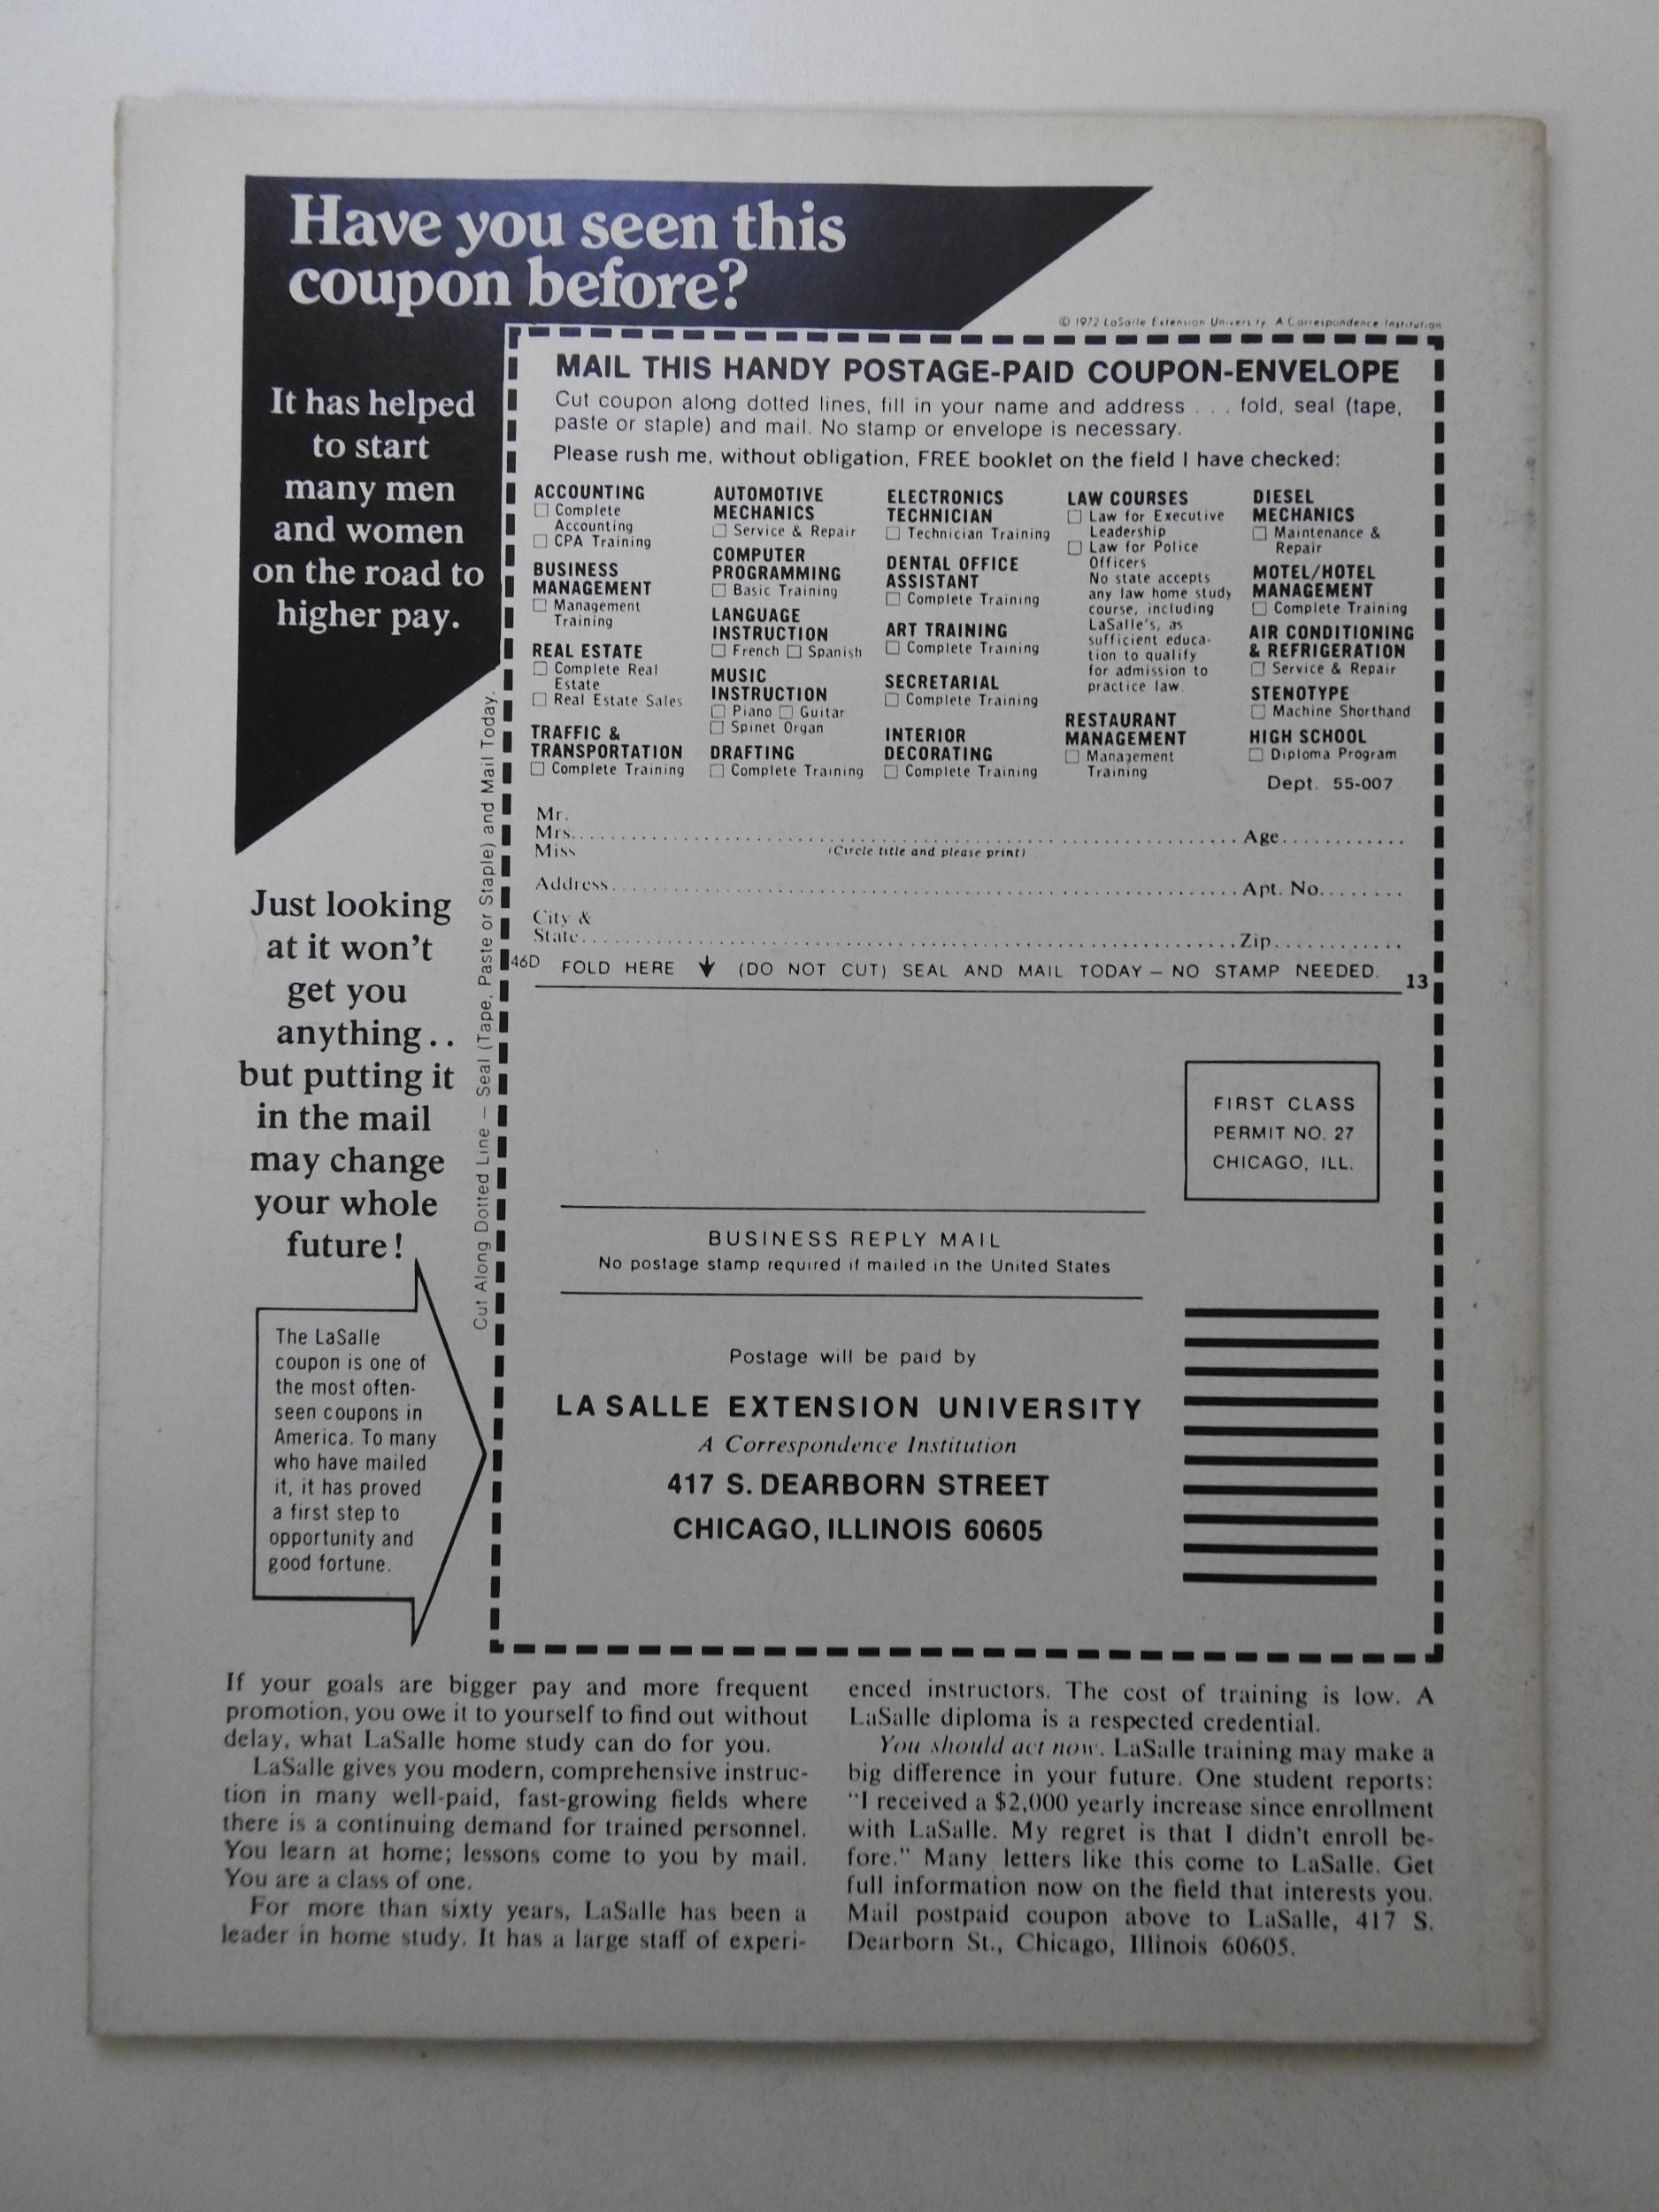 Have you seen this
coupon before?
It has helped
to start
many men
and women
on the road to
higher pay.
Just looking
at it won't
get you
anything..
but putting it
in the mail
may change
your whole
future!
The LaSalle
coupon is one of
the most often-
seen coupons in
America. To many
who have mailed
it, it has proved
a first step to
opportunity and
good fortune.
Cut Along Dotted Line – Seal (Tape, Paste or Staple) and Mail Today.
© 1972 LaSalle Extension University A Correspondence Institution
MAIL THIS HANDY POSTAGE-PAID COUPON-ENVELOPE
Cut coupon along dotted lines, fill in your name and address . . . fold, seal (tape,
paste or staple) and mail. No stamp or envelope is necessary.
Please rush me, without obligation, FREE booklet on the field I have checked:
ACCOUNTING
☐ Complete
Accounting
☐ CPA Training
BUSINESS
MANAGEMENT
☐ Management
Training
REAL ESTATE
☐ Complete Real
Estate
☐ Real Estate Sales
TRAFFIC &
TRANSPORTATION
☐ Complete Training
AUTOMOTIVE
MECHANICS
☐ Service & Repair
COMPUTER
PROGRAMMING
☐ Basic Training
LANGUAGE
INSTRUCTION
☐ French ☐ Spanish
MUSIC
INSTRUCTION
☐ Piano ☐ Guitar
☐ Spinet Organ
DRAFTING
☐ Complete Training
ELECTRONICS
TECHNICIAN
☐ Technician Training
DENTAL OFFICE
ASSISTANT
☐ Complete Training
ART TRAINING
☐ Complete Training
SECRETARIAL
☐ Complete Training
INTERIOR
DECORATING
☐ Complete Training
LAW COURSES
☐ Law for Executive
Leadership
☐ Law for Police
Officers
No state accepts
any law home study
course, including
LaSalle's, as
sufficient educa-
tion to qualify
for admission to
practice law.
RESTAURANT
MANAGEMENT
☐ Management
Training
DIESEL
MECHANICS
☐ Maintenance &
Repair
MOTEL/HOTEL
MANAGEMENT
☐ Complete Training
AIR CONDITIONING
& REFRIGERATION
☐ Service & Repair
STENOTYPE
☐ Machine Shorthand
HIGH SCHOOL
☐ Diploma Program
Dept. 55-007
Mr.
Mrs. . . . . . . . . . . Age . . . . . . . . . .
Miss (Circle title and please print)
Address . . . . . . . . . . Apt. No. . . . . . . .
City &
State . . . . . . . . . . Zip . . . . . . . . . .
46D FOLD HERE ↓ (DO NOT CUT) SEAL AND MAIL TODAY – NO STAMP NEEDED. 13
FIRST CLASS
PERMIT NO. 27
CHICAGO, ILL.
BUSINESS REPLY MAIL
No postage stamp required if mailed in the United States
Postage will be paid by
LA SALLE EXTENSION UNIVERSITY
A Correspondence Institution
417 S. DEARBORN STREET
CHICAGO, ILLINOIS 60605
If your goals are bigger pay and more frequent
promotion, you owe it to yourself to find out without
delay, what LaSalle home study can do for you.
LaSalle gives you modern, comprehensive instruc-
tion in many well-paid, fast-growing fields where
there is a continuing demand for trained personnel.
You learn at home; lessons come to you by mail.
You are a class of one.
For more than sixty years, LaSalle has been a
leader in home study. It has a large staff of experi-
enced instructors. The cost of training is low. A
LaSalle diploma is a respected credential.
You should act now. LaSalle training may make a
big difference in your future. One student reports:
"I received a $2,000 yearly increase since enrollment
with LaSalle. My regret is that I didn't enroll be-
fore." Many letters like this come to LaSalle. Get
full information now on the field that interests you.
Mail postpaid coupon above to LaSalle, 417 S.
Dearborn St., Chicago, Illinois 60605.